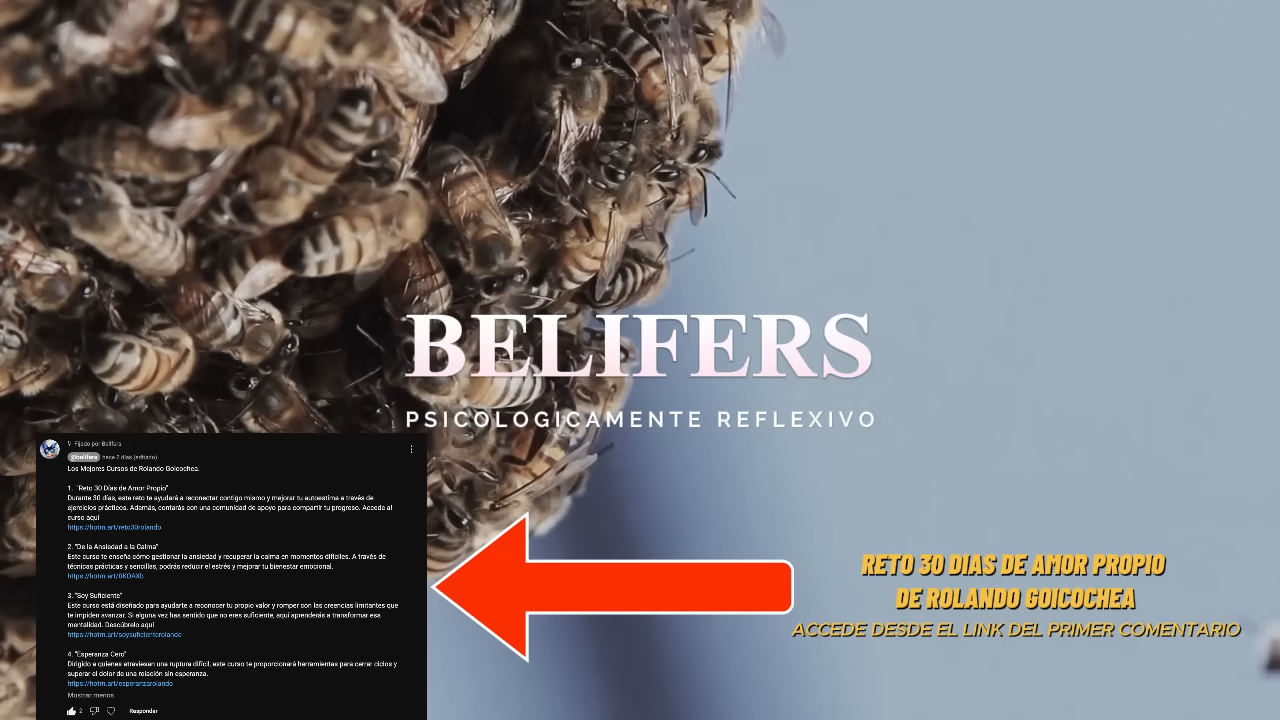 BELIFERS
PSICOLOGICAMENTE REFLEXIVO
Fijado por Belifers
@belifers hace 2 días (editado)
Los Mejores Cursos de Rolando Goicochea.
1. "Reto 30 Días de Amor Propio"
Durante 30 días, este reto te ayudará a reconectar contigo mismo y mejorar tu autoestima a través de
ejercicios prácticos. Además, contarás con una comunidad de apoyo para compartir tu progreso. Accede al
curso aquí
https://hotm.art/reto30rolando
2. "De la Ansiedad a la Calma"
Este curso te enseña cómo gestionar la ansiedad y recuperar la calma en momentos difíciles. A través de
técnicas prácticas y sencillas, podrás reducir el estrés y mejorar tu bienestar emocional.
https://hotm.art/0KOAXb
3. "Soy Suficiente"
Este curso está diseñado para ayudarte a reconocer tu propio valor y romper con las creencias limitantes que
te impiden avanzar. Si alguna vez has sentido que no eres suficiente, aquí aprenderás a transformar esa
mentalidad. Descúbrelo aquí
https://hotm.art/soysuficienterolando
4. "Esperanza Cero"
Dirigido a quienes atraviesan una ruptura difícil, este curso te proporcionará herramientas para cerrar ciclos y
superar el dolor de una relación sin esperanza.
https://hotm.art/esperanzarolando
Mostrar menos
2 Responder
RETO 30 DIAS DE AMOR PROPIO
DE ROLANDO GOICOCHEA
ACCEDE DESDE EL LINK DEL PRIMER COMENTARIO